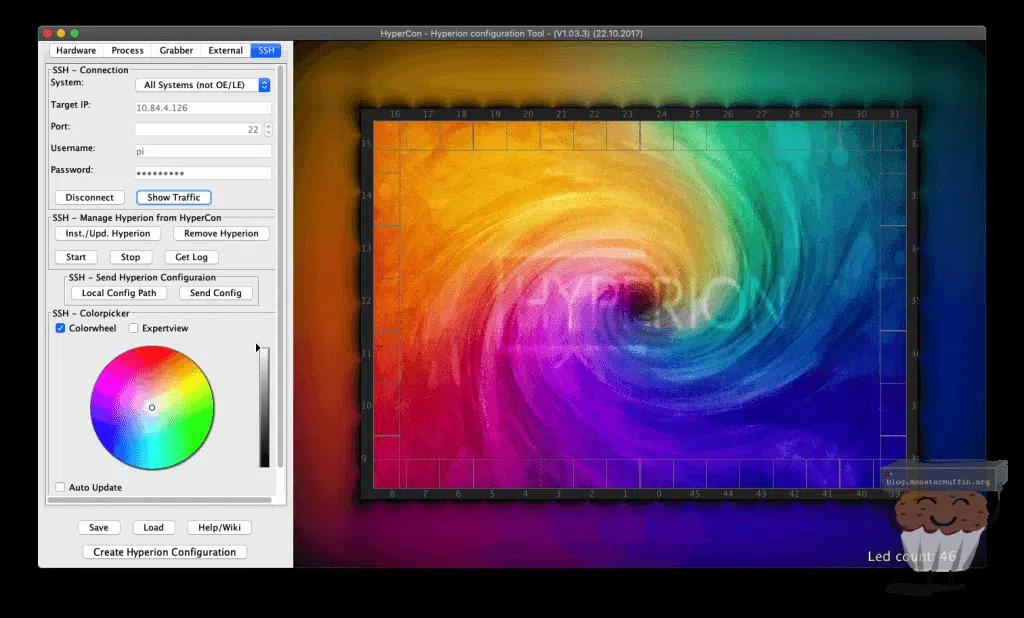 HyperCon - Hyperion configuration Tool - (V1.03.3) (22.10.2017)
Hardware Process Grabber External SSH
SSH - Connection
System: All Systems (not OE/LE)
Target IP: 10.84.4.126
Port: 22
Username: pi
Password:
Disconnect Show Traffic
SSH - Manage Hyperion from HyperCon
Inst./Upd. Hyperion Remove Hyperion
Start Stop Get Log
SSH - Send Hyperion Configuraion
Local Config Path Send Config
SSH - Colorpicker
Colorwheel Expertview
Auto Update
Save Load Help/Wiki
Create Hyperion Configuration
16 17 18 19 20 21 22 23 24 25 26 27 28 29 30 31
15
14
13
12
11
10
9
HYPERION
8 7 6 5 4 3 2 1 0 45 44 43 42 41 40 39
blog.monstermuffin.org
Led count: 46